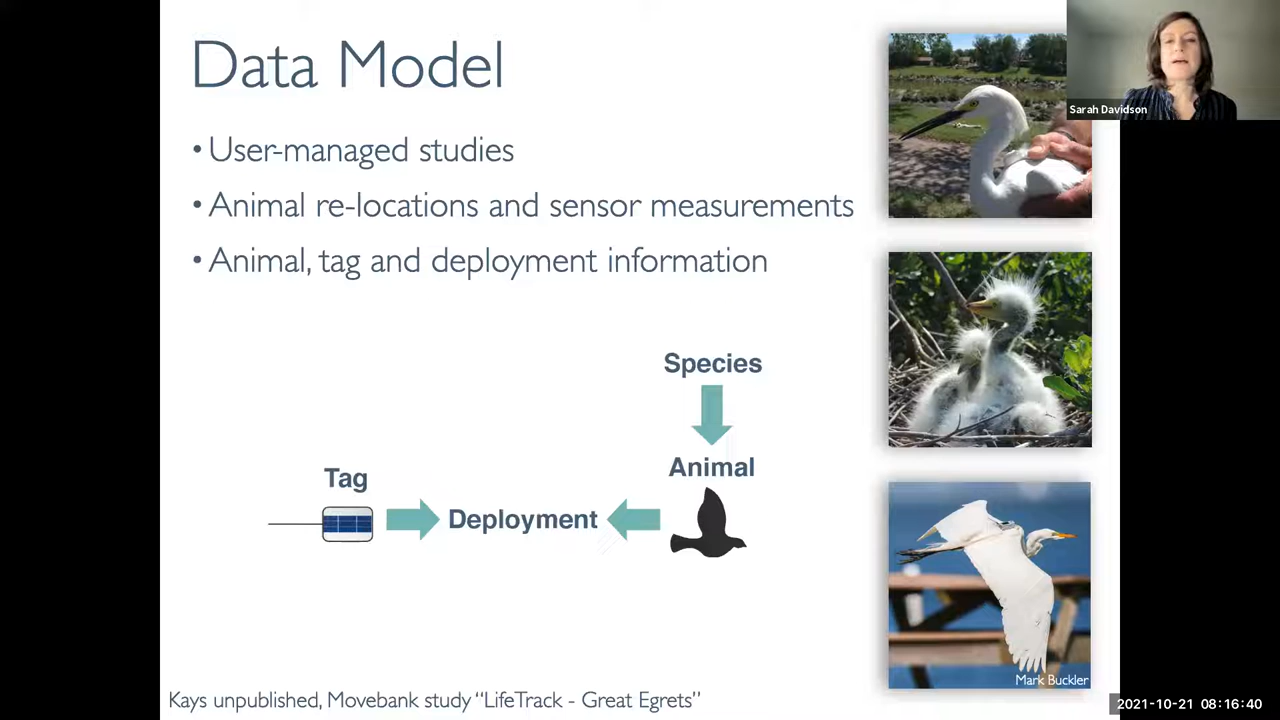 Data Model
• User-managed studies
• Animal re-locations and sensor measurements
• Animal, tag and deployment information
Species
Animal
Tag
Deployment
Kays unpublished, Movebank study “LifeTrack - Great Egrets”
Sarah Davidson
Mark Buckler
2021-10-21 08:16:40